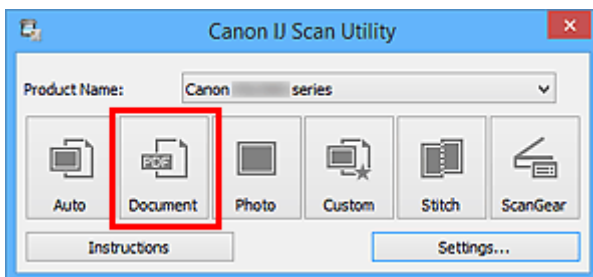 Canon IJ Scan Utility
Product Name: Canon series
PDF
Auto Document Photo Custom Stitch ScanGear
Instructions Settings...